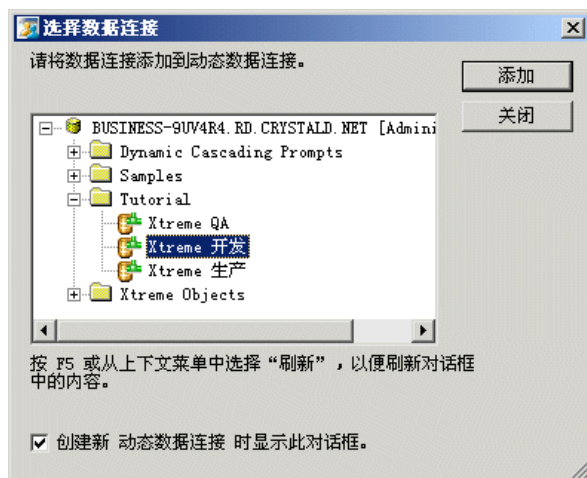 选择数据连接
请将数据连接添加到动态数据连接。
添加
关闭
BUSINESS-9UV4R4.RD.CRYSTALD.NET [Admini
Dynamic Cascading Prompts
Samples
Tutorial
Xtreme QA
Xtreme 开发
Xtreme 生产
Xtreme Objects
按 F5 或从上下文菜单中选择“刷新”，以便刷新对话框
中的内容。
创建新 动态数据连接 时显示此对话框。